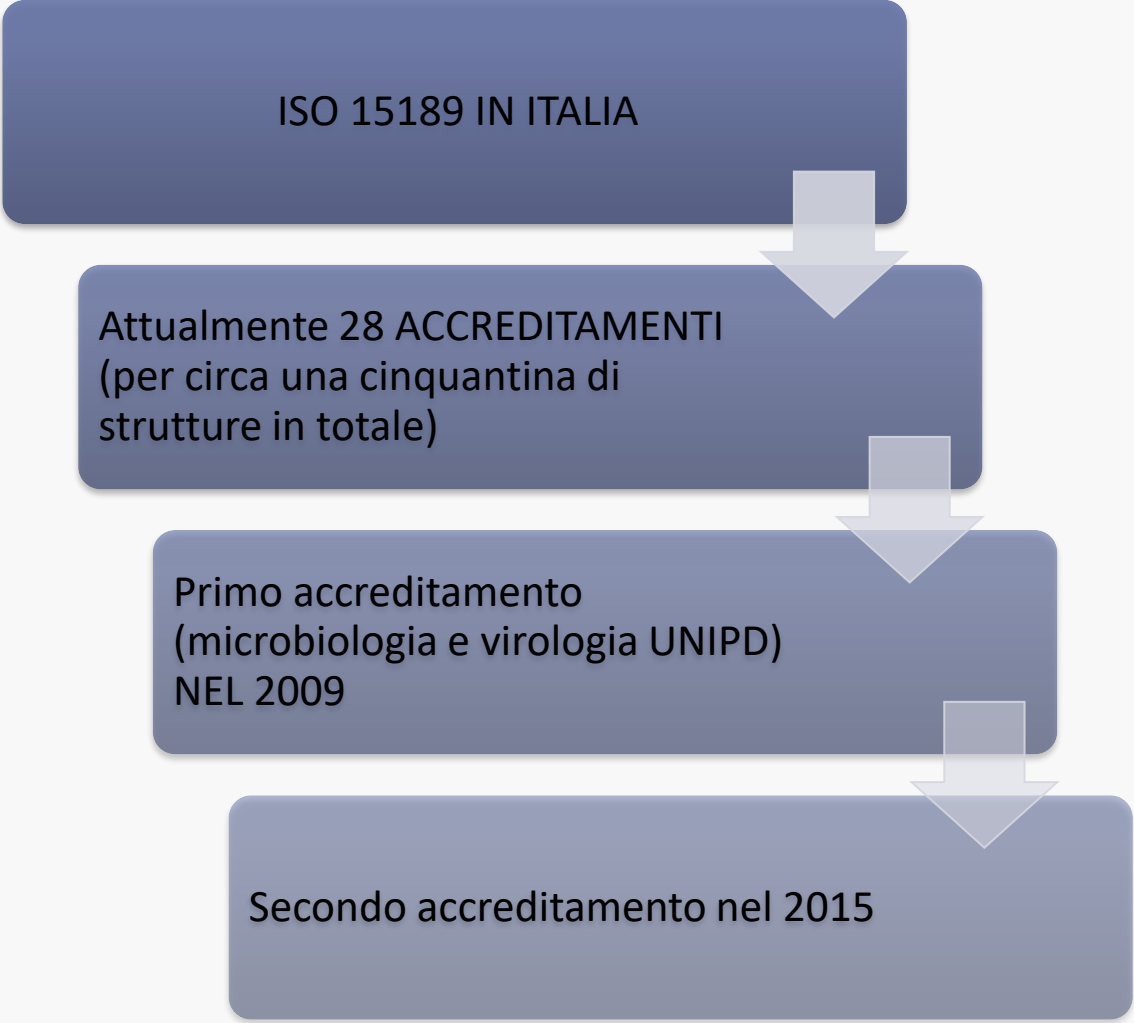 ISO 15189 IN ITALIA
Attualmente 28 ACCREDITAMENTI
(per circa una cinquantina di
strutture in totale)
Primo accreditamento
(microbiologia e virologia UNIPD)
NEL 2009
Secondo accreditamento nel 2015